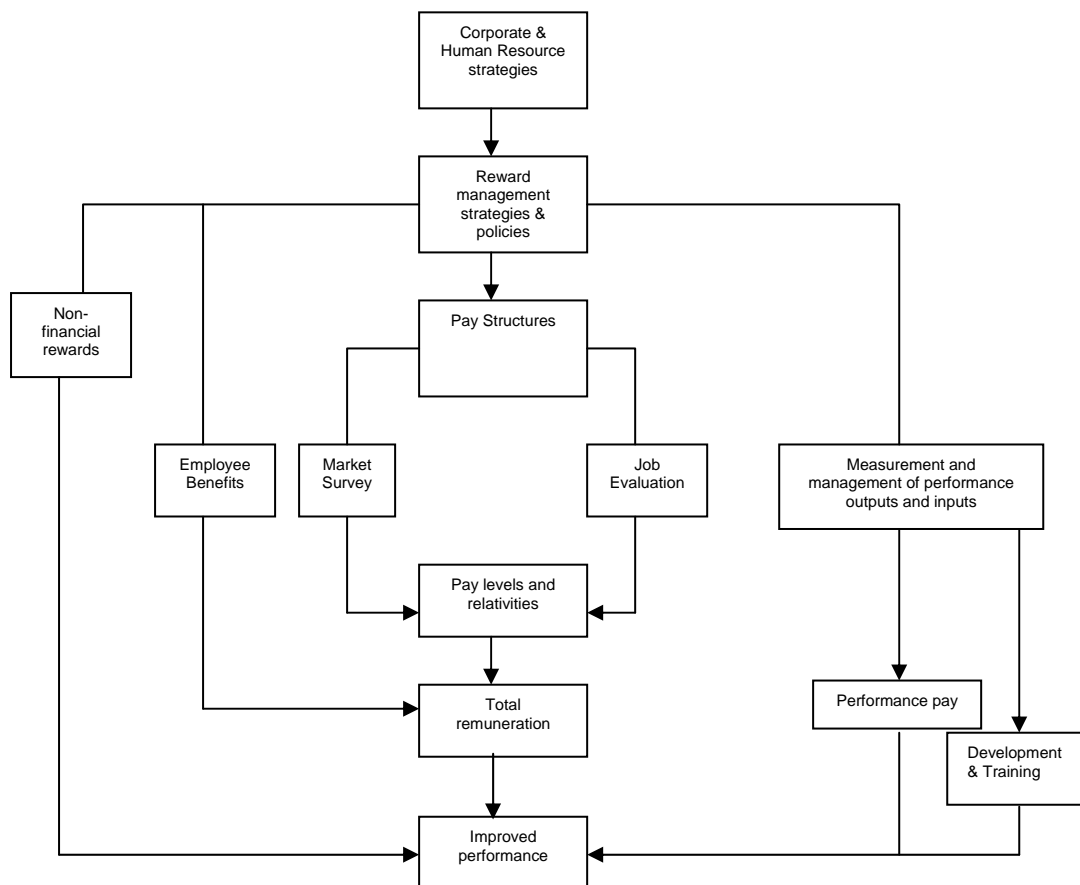 Corporate &
Human Resource
strategies
Reward
management
strategies &
policies
Non-
financial
rewards
Pay Structures
Employee
Benefits
Market
Survey
Job
Evaluation
Measurement and
management of performance
outputs and inputs
Pay levels and
relativities
Total
remuneration
Performance pay
Development
& Training
Improved
performance